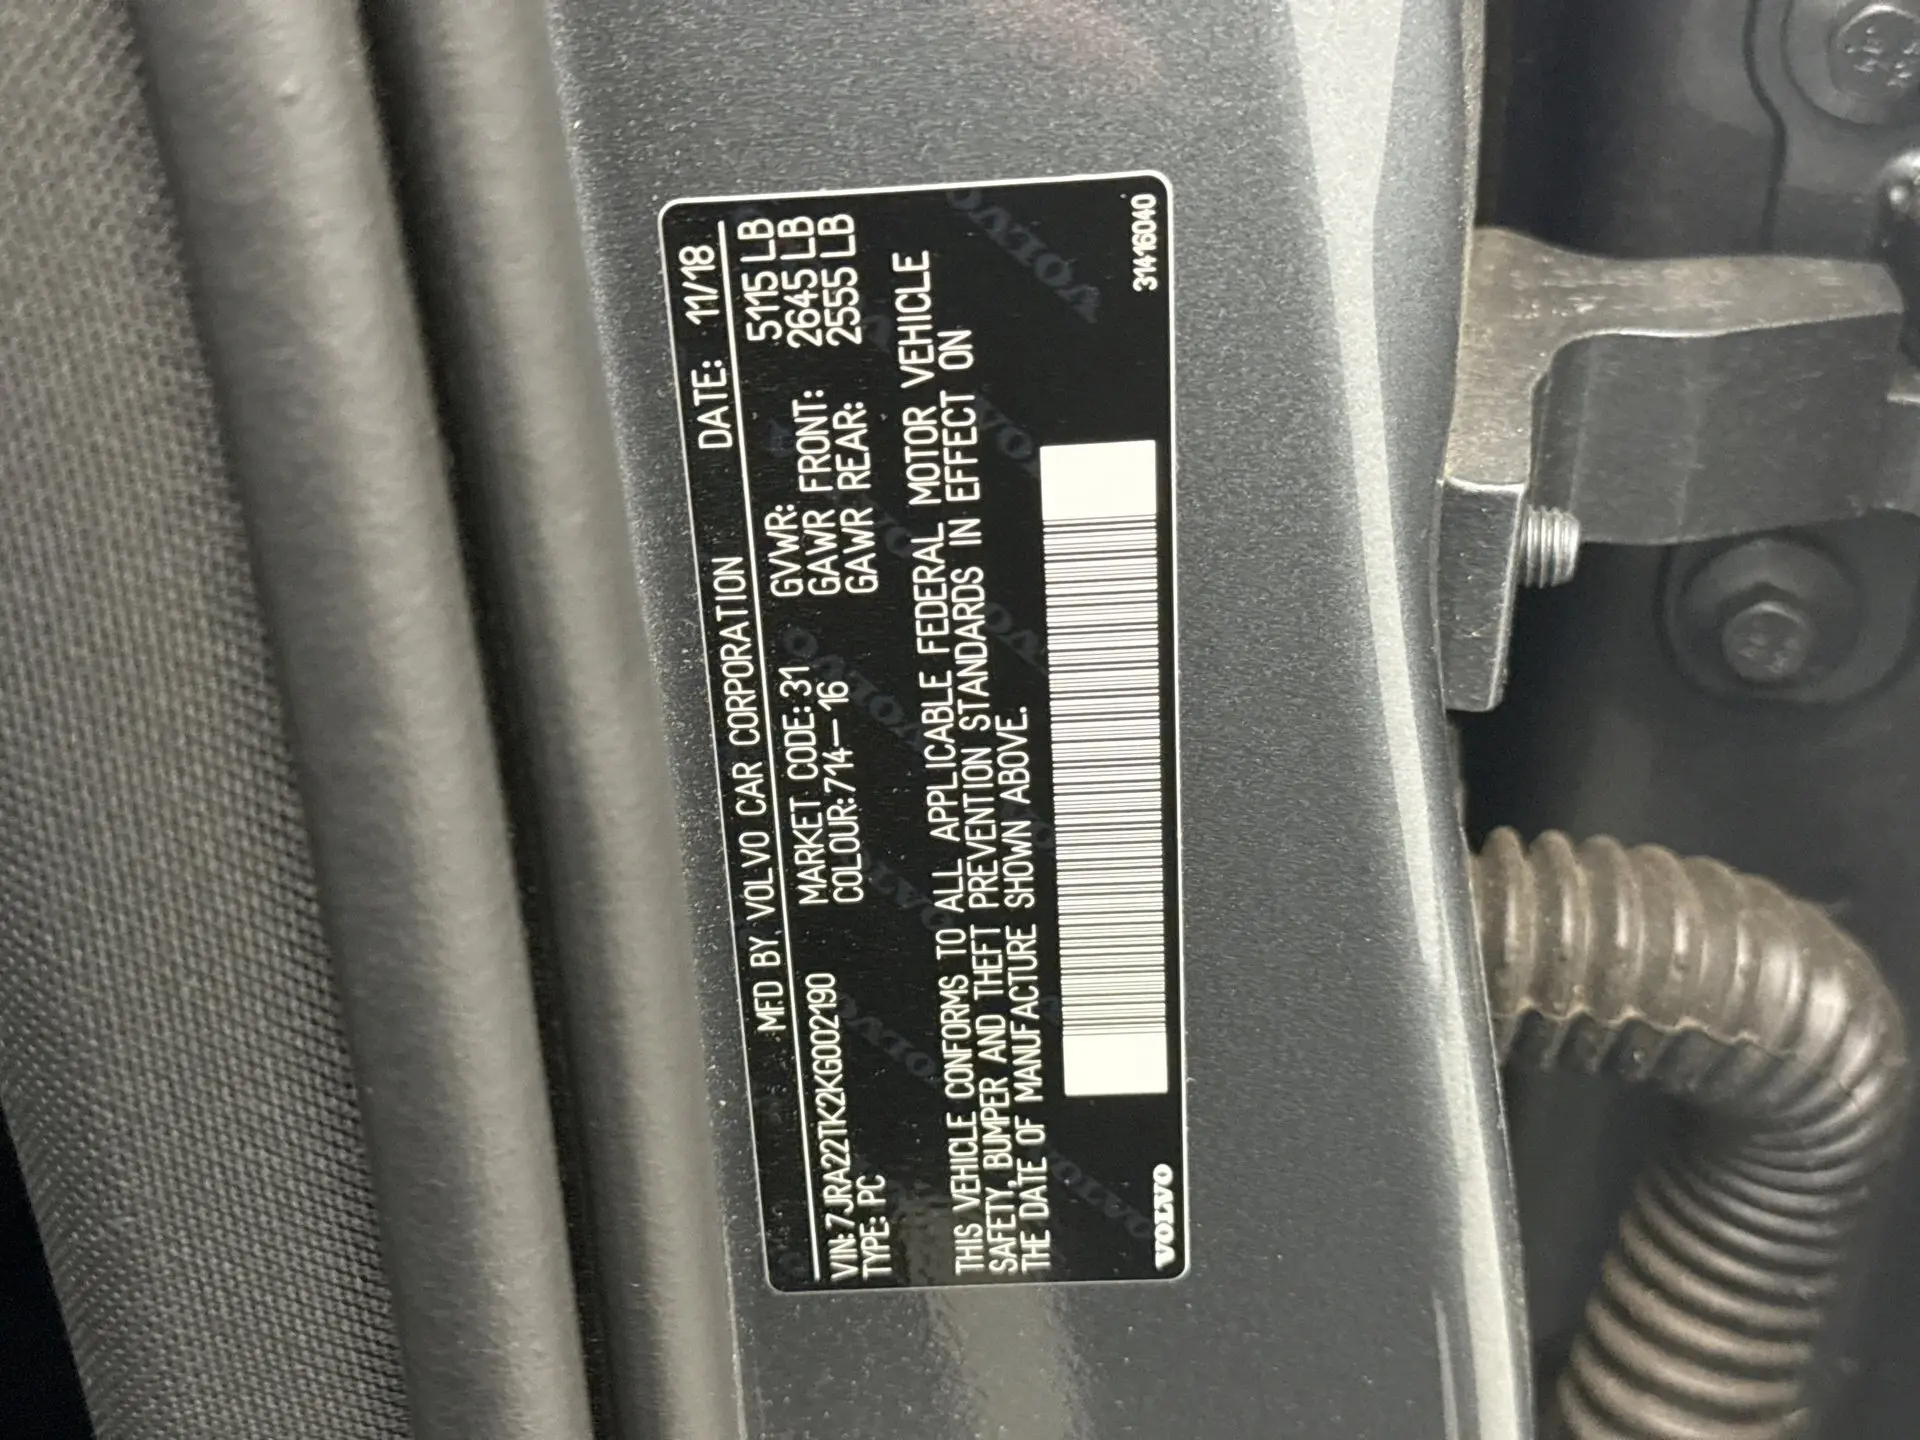 MFD BY VOLVO CAR CORPORATION DATE: 11/18
VIN: 7JRA22TK2KG002190 MARKET CODE: 31 GVWR: 5115 LB
TYPE: PC COLOUR: 714-16 GAWR FRONT: 2645 LB
GAWR REAR: 2555 LB
THIS VEHICLE CONFORMS TO ALL APPLICABLE FEDERAL MOTOR VEHICLE
SAFETY, BUMPER AND THEFT PREVENTION STANDARDS IN EFFECT ON
THE DATE OF MANUFACTURE SHOWN ABOVE.
VOLVO 31416040